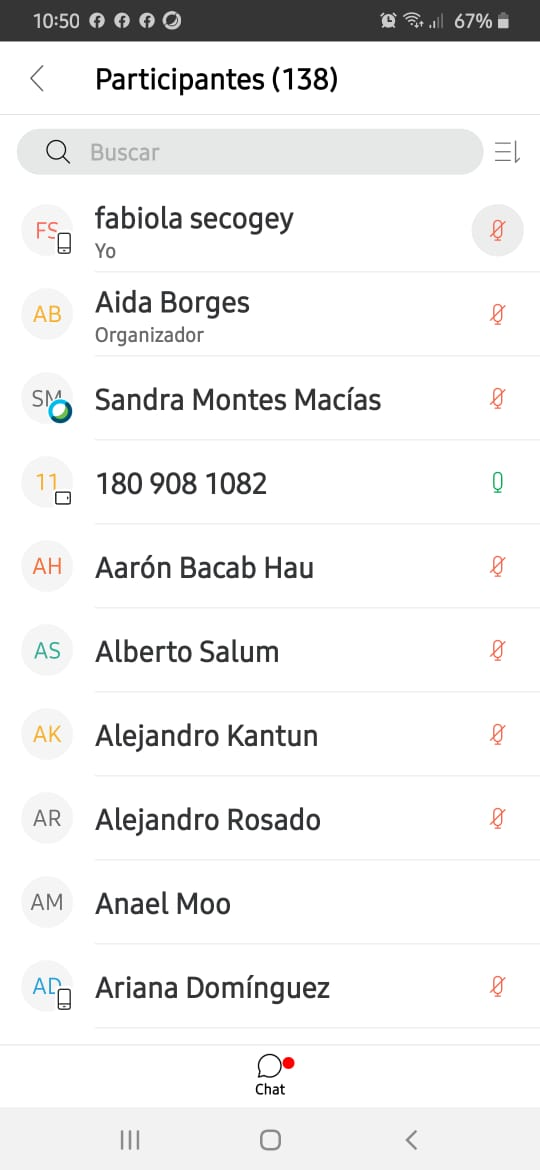 10:50
67%
Participantes (138)
Buscar
FS
fabiola secogey
Yo
AB
Aida Borges
Organizador
SM
Sandra Montes Macías
11
180 908 1082
AH
Aarón Bacab Hau
AS
Alberto Salum
AK
Alejandro Kantun
AR
Alejandro Rosado
AM
Anael Moo
AD
Ariana Domínguez
Chat